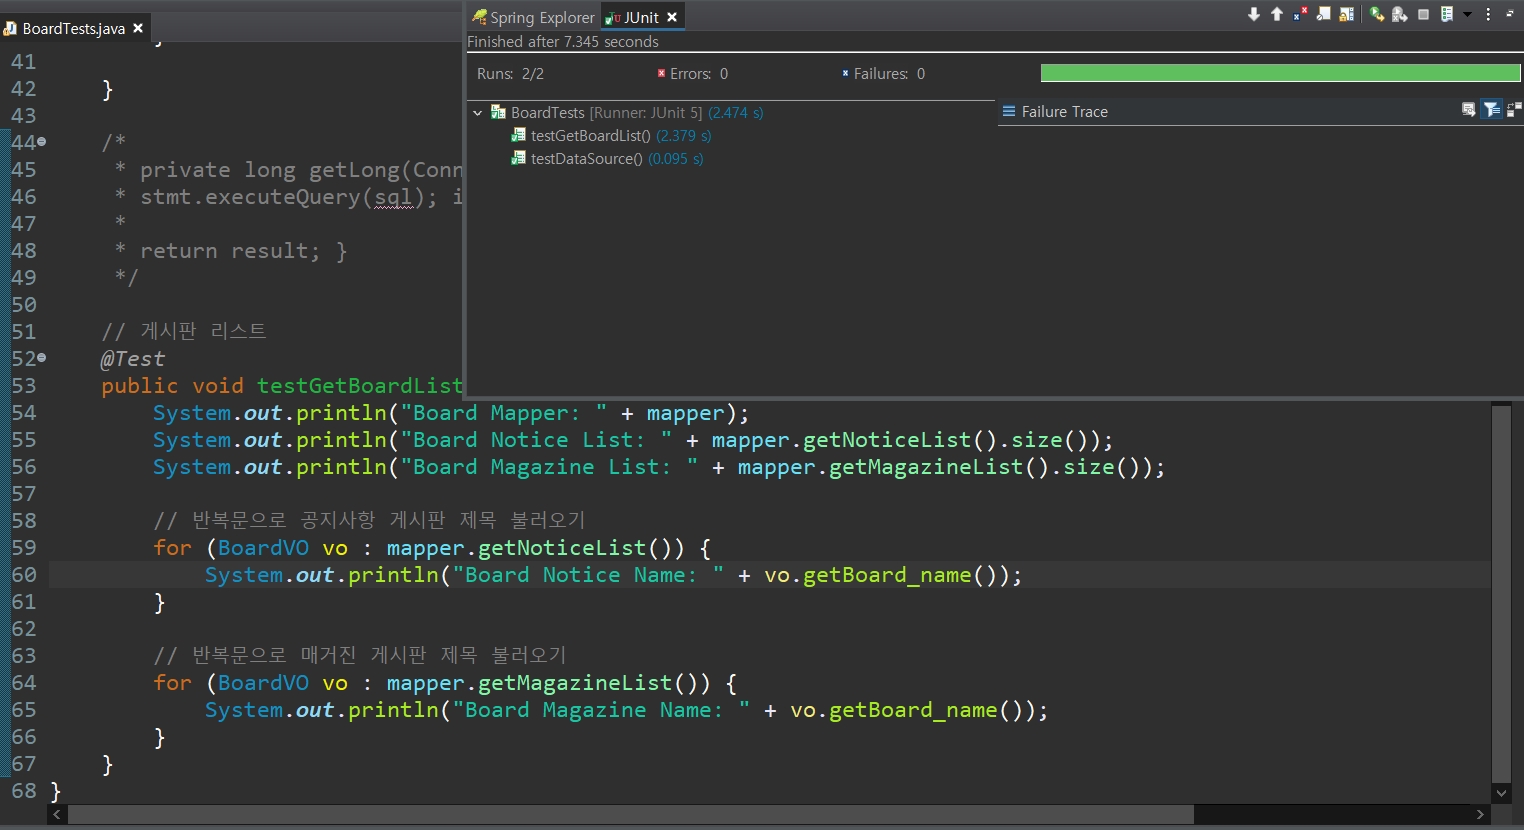 BoardTests.java
Spring Explorer JUnit
Finished after 7.345 seconds
Runs: 2/2 Errors: 0 Failures: 0
BoardTests [Runner: JUnit 5] (2.474 s)
testGetBoardList() (2.379 s)
testDataSource() (0.095 s)
Failure Trace
41
42 }
43
44 /*
45 * private long getLong(Conn
46 * stmt.executeQuery(sql); i
47 *
48 * return result; }
49 */
50
51 // 게시판 리스트
52 @Test
53 public void testGetBoardList
54 System.out.println("Board Mapper: " + mapper);
55 System.out.println("Board Notice List: " + mapper.getNoticeList().size());
56 System.out.println("Board Magazine List: " + mapper.getMagazineList().size());
57
58 // 반복문으로 공지사항 게시판 제목 불러오기
59 for (BoardVO vo : mapper.getNoticeList()) {
60 System.out.println("Board Notice Name: " + vo.getBoard_name());
61 }
62
63 // 반복문으로 매거진 게시판 제목 불러오기
64 for (BoardVO vo : mapper.getMagazineList()) {
65 System.out.println("Board Magazine Name: " + vo.getBoard_name());
66 }
67 }
68 }